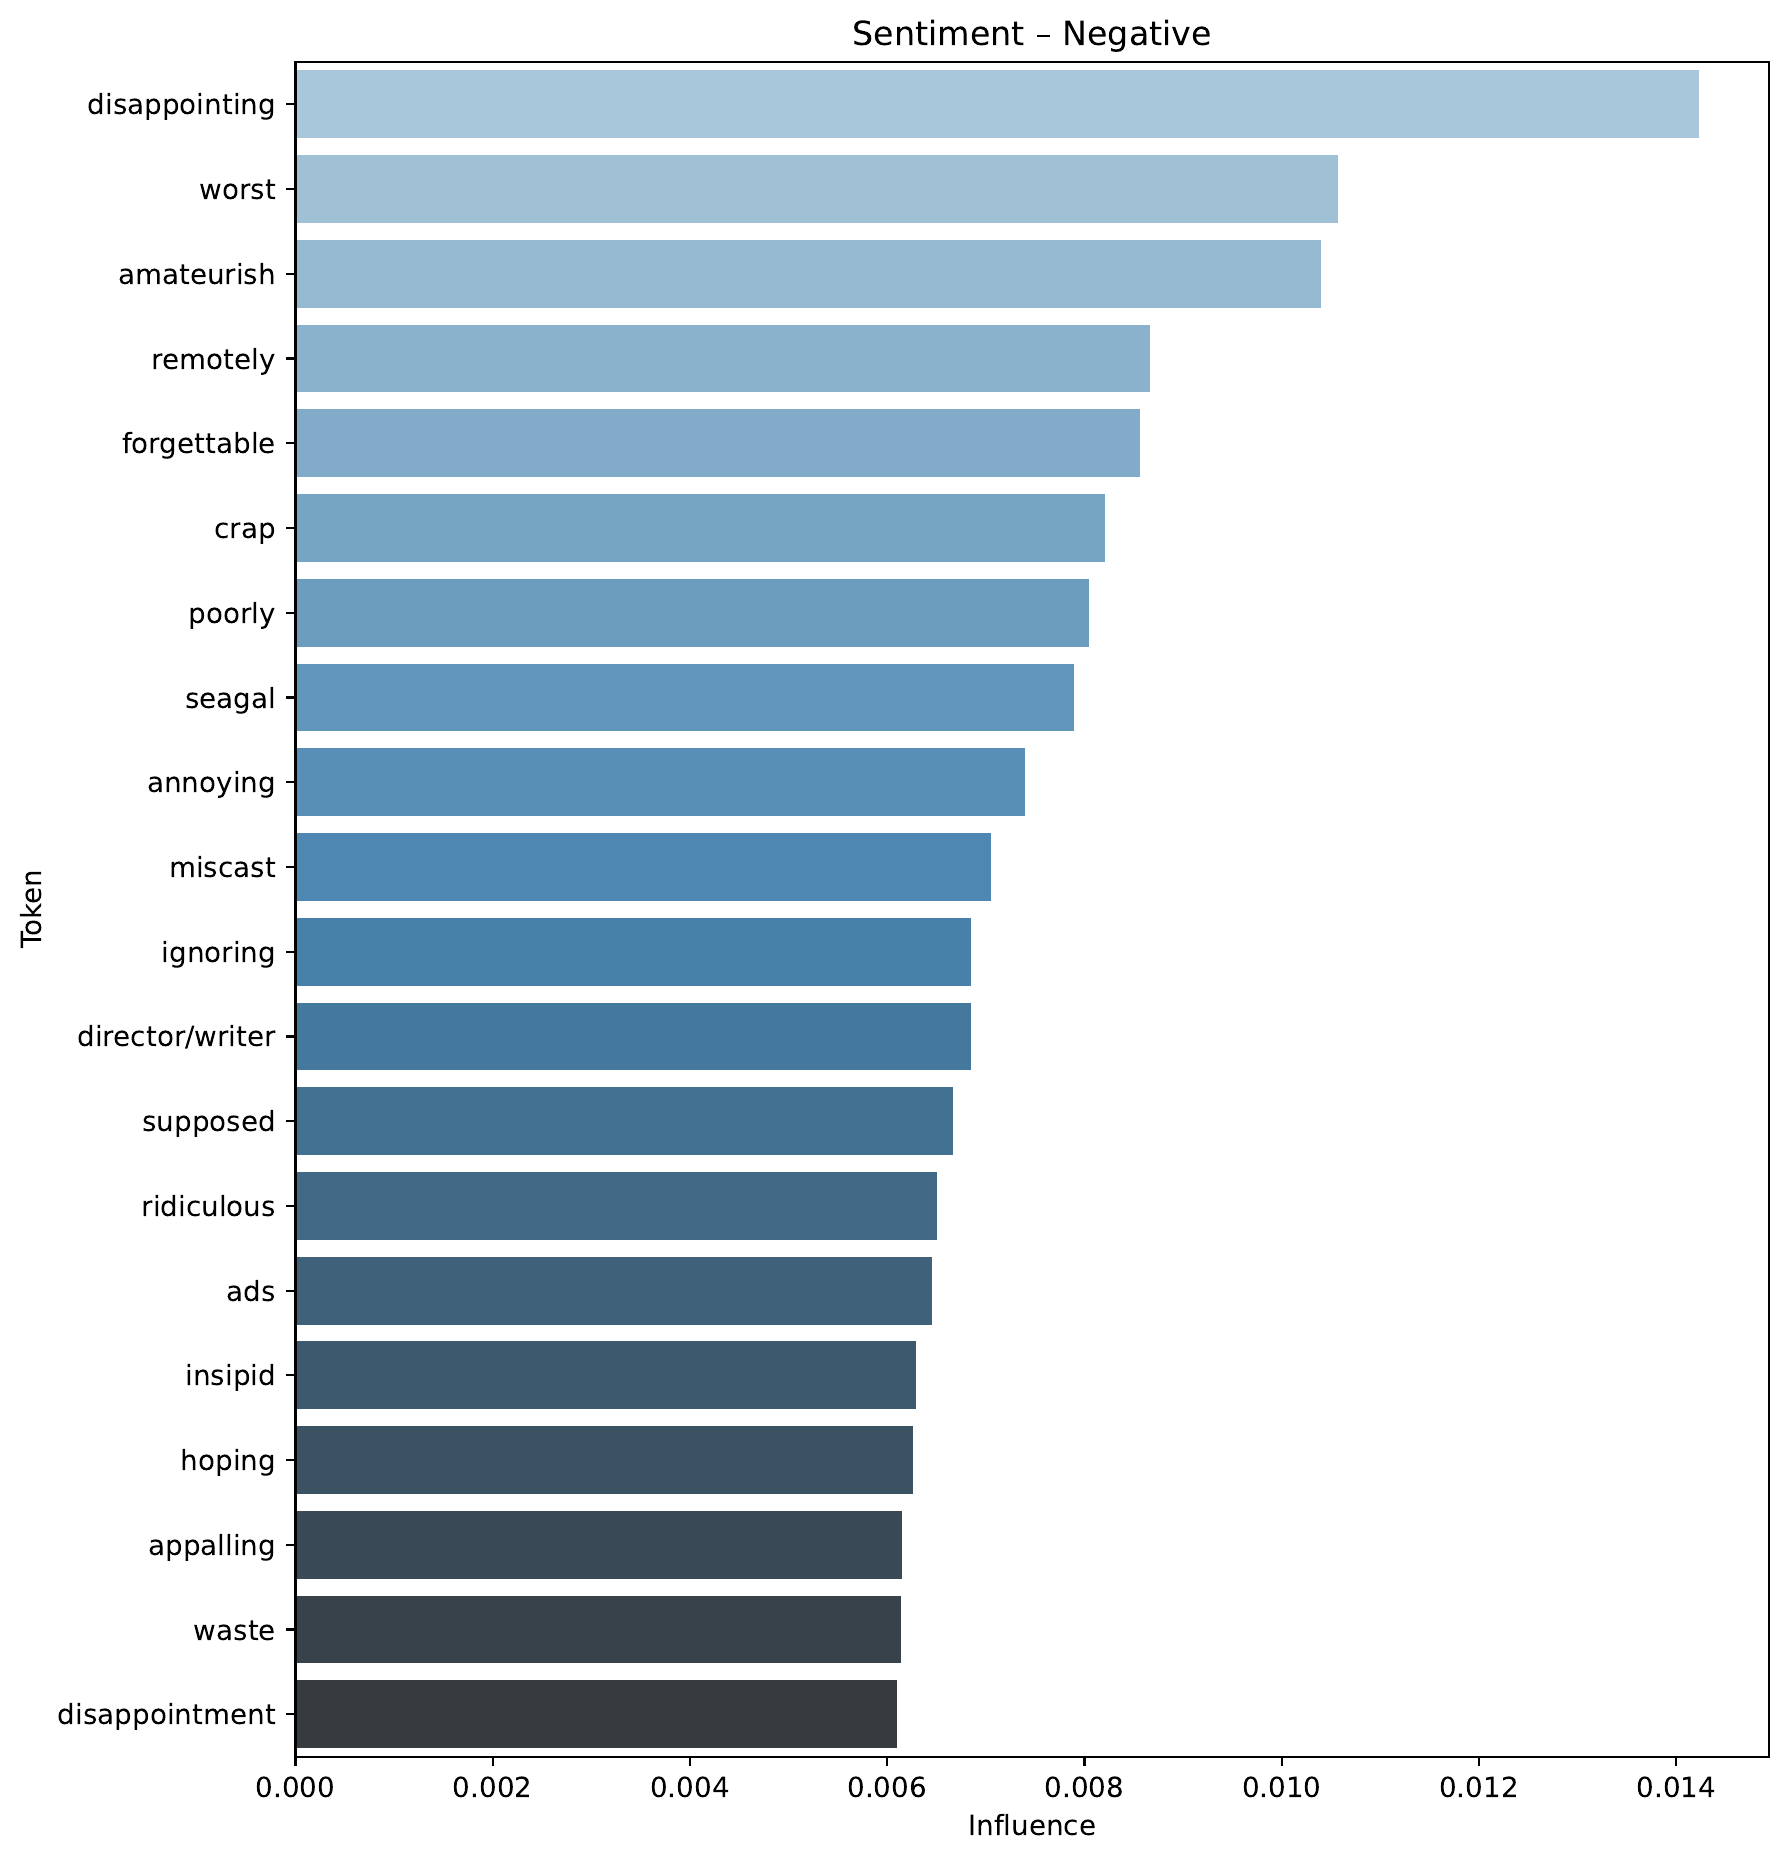 Sentiment – Negative
disappointing
worst
amateurish
remotely
forgettable
crap
poorly
seagal
annoying
miscast
ignoring
director/writer
supposed
ridiculous
ads
insipid
hoping
appalling
waste
disappointment
Token
0.000 0.002 0.004 0.006 0.008 0.010 0.012 0.014
Influence